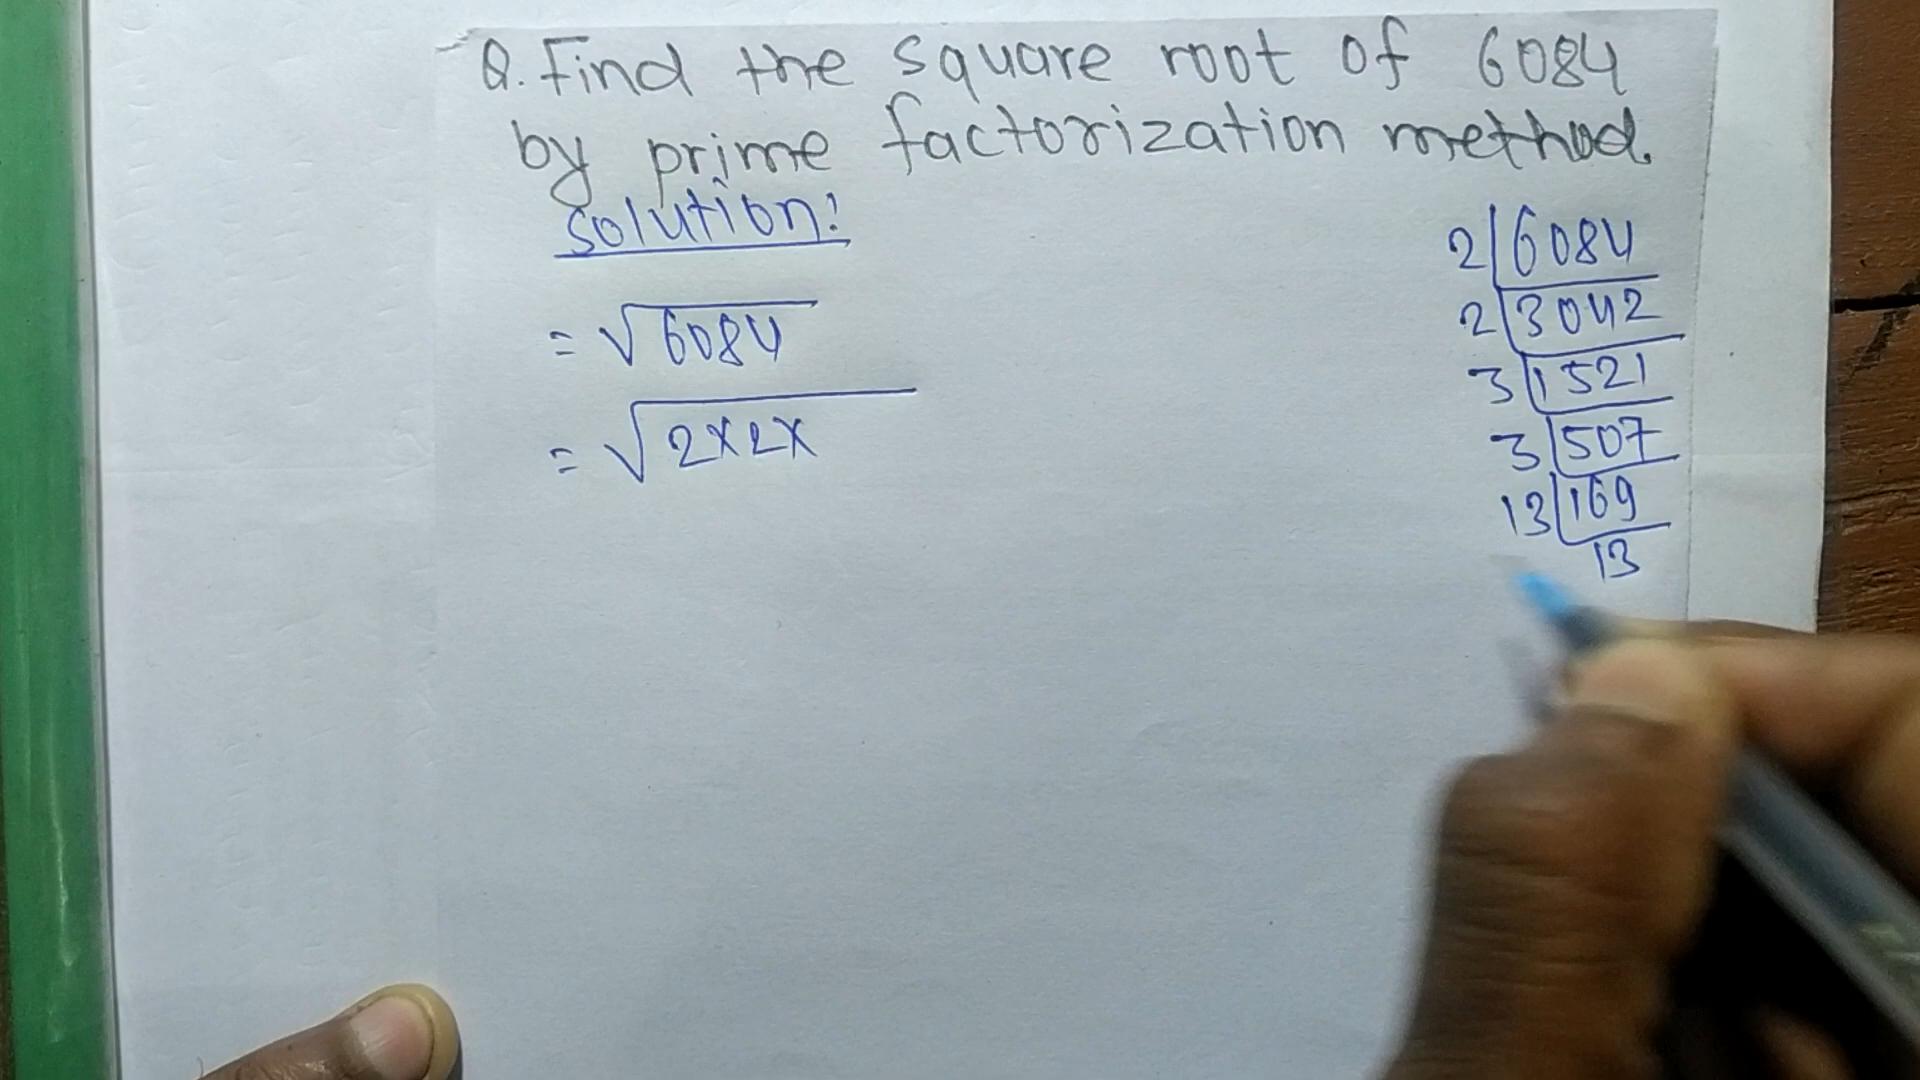 Q. Find the square root of 6084
by prime factorization method.
solution:
= √6084
= √2×2×
2|6084
2|3042
3|1521
3|507
13|169
13